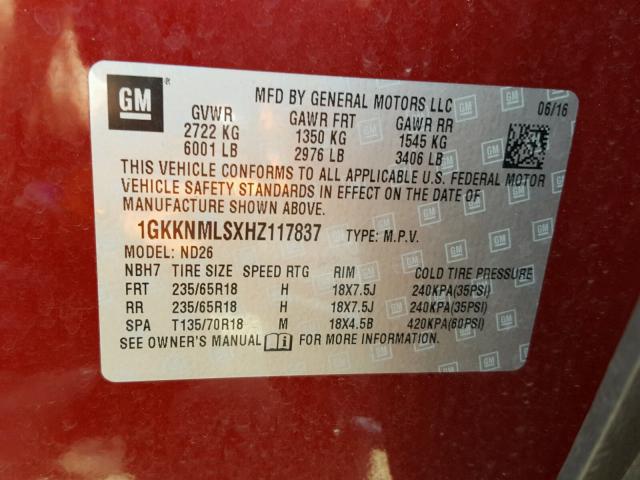 GM
MFD BY GENERAL MOTORS LLC 06/16
GVWR GAWR FRT GAWR RR
2722 KG 1350 KG 1545 KG
6001 LB 2976 LB 3406 LB
THIS VEHICLE CONFORMS TO ALL APPLICABLE U.S. FEDERAL MOTOR
VEHICLE SAFETY STANDARDS IN EFFECT ON THE DATE OF
MANUFACTURE SHOWN ABOVE.
1GKKNMLSXHZ117837 TYPE: M.P.V.
MODEL: ND26
NBH7 TIRE SIZE SPEED RTG RIM COLD TIRE PRESSURE
FRT 235/65R18 H 18X7.5J 240KPA(35PSI)
RR 235/65R18 H 18X7.5J 240KPA(35PSI)
SPA T135/70R18 M 18X4.5B 420KPA(60PSI)
SEE OWNER'S MANUAL FOR MORE INFORMATION.